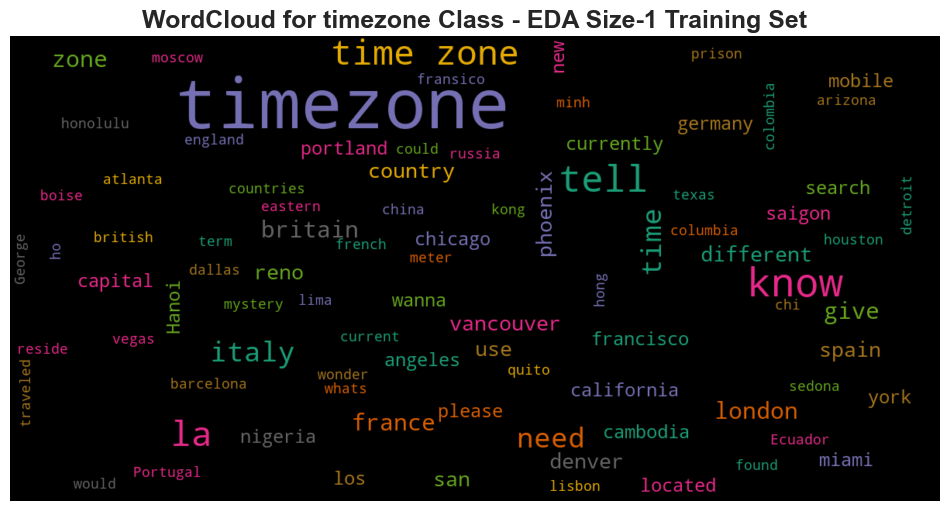 WordCloud for timezone Class - EDA Size-1 Training Set
zone
moscow
time zone
new
prison
fransico
mobile
timezone
minh
arizona
colombia
honolulu
england
portland
could
russia
currently
germany
atlanta
country
tell
boise
countries
phoenix
texas
search
detroit
eastern
china
kong
saigon
british
term
britain
french
chicago
meter
time
columbia
houston
George
ho
different
capital
Hanoi
dallas
reno
know
mystery
lima
wanna
hong
chi
give
vegas
current
vancouver
francisco
reside
italy
angeles
use
spain
traveled
barcelona
wonder
whats
quito
california
sedona
york
la
nigeria
france
please
need
cambodia
london
Ecuador
Portugal
would
los
san
denver
lisbon
located
found
miami